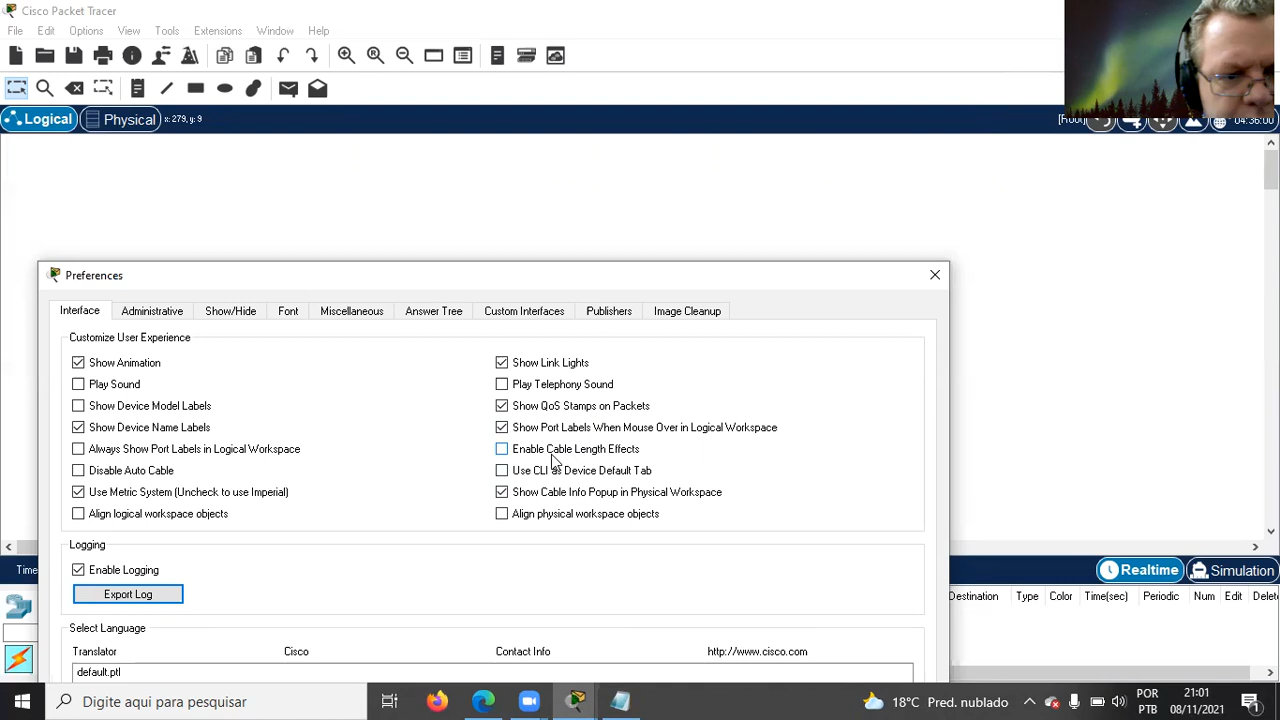 Cisco Packet Tracer
File Edit Options View Tools Extensions Window Help
Logical Physical x: 279, y: 9 [Root] 04:36:00
Preferences
Interface Administrative Show/Hide Font Miscellaneous Answer Tree Custom Interfaces Publishers Image Cleanup
Customize User Experience
Show Animation Show Link Lights
Play Sound Play Telephony Sound
Show Device Model Labels Show QoS Stamps on Packets
Show Device Name Labels Show Port Labels When Mouse Over in Logical Workspace
Always Show Port Labels in Logical Workspace Enable Cable Length Effects
Disable Auto Cable Use CLI as Device Default Tab
Use Metric System (Uncheck to use Imperial) Show Cable Info Popup in Physical Workspace
Align logical workspace objects Align physical workspace objects
Logging
Time Realtime Simulation
Enable Logging
Export Log Destination Type Color Time(sec) Periodic Num Edit Delete
Select Language
Translator Cisco Contact Info http://www.cisco.com
default.ptl
Digite aqui para pesquisar 18°C Pred. nublado POR PTB 21:01 08/11/2021 1